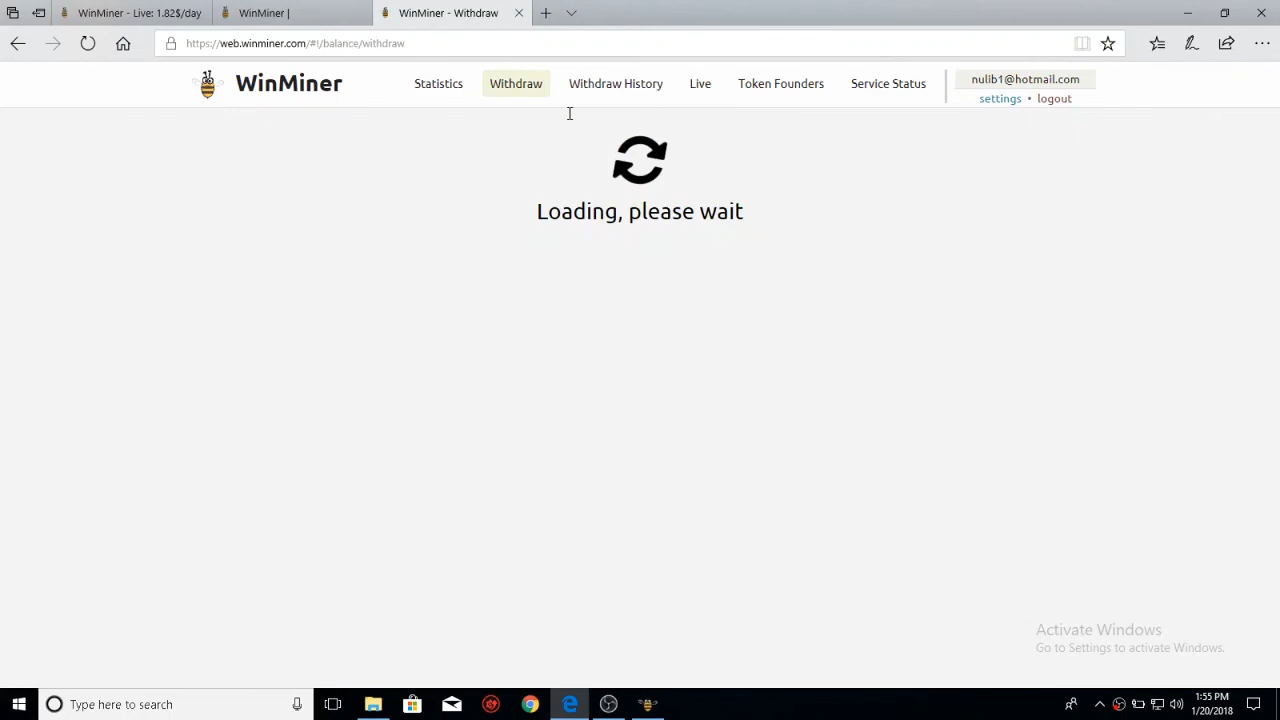 WinMiner - Live: 1.82$/day
WinMiner |
WinMiner - Withdraw
https://web.winminer.com/#!/balance/withdraw
WinMiner
Statistics
Withdraw
Withdraw History
Live
Token Founders
Service Status
nulib1@hotmail.com
settings • logout
Loading, please wait
Activate Windows
Go to Settings to activate Windows.
Type here to search
1:55 PM
1/20/2018